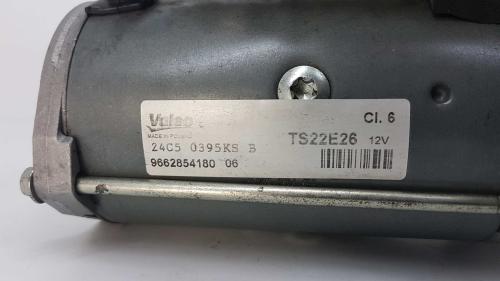 Valeo Cl. 6
MADE IN POLAND
24C5 0395KS B TS22E26 12V
9662854180 06